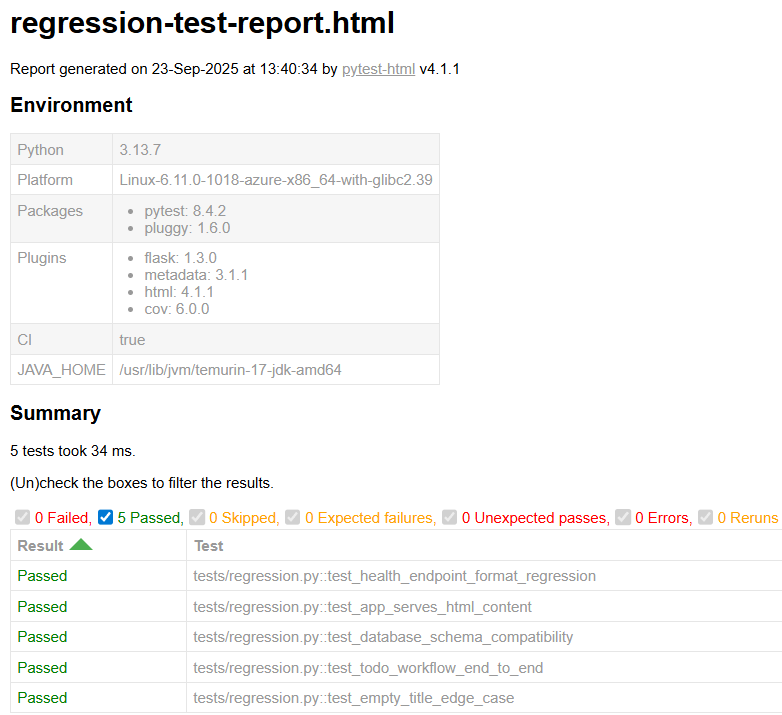 regression-test-report.html
Report generated on 23-Sep-2025 at 13:40:34 by pytest-html v4.1.1
Environment
Python 3.13.7
Platform Linux-6.11.0-1018-azure-x86_64-with-glibc2.39
Packages
pytest: 8.4.2
pluggy: 1.6.0
Plugins
flask: 1.3.0
metadata: 3.1.1
html: 4.1.1
cov: 6.0.0
CI true
JAVA_HOME /usr/lib/jvm/temurin-17-jdk-amd64
Summary
5 tests took 34 ms.
(Un)check the boxes to filter the results.
0 Failed, 5 Passed, 0 Skipped, 0 Expected failures, 0 Unexpected passes, 0 Errors, 0 Reruns
Result Test
Passed tests/regression.py::test_health_endpoint_format_regression
Passed tests/regression.py::test_app_serves_html_content
Passed tests/regression.py::test_database_schema_compatibility
Passed tests/regression.py::test_todo_workflow_end_to_end
Passed tests/regression.py::test_empty_title_edge_case